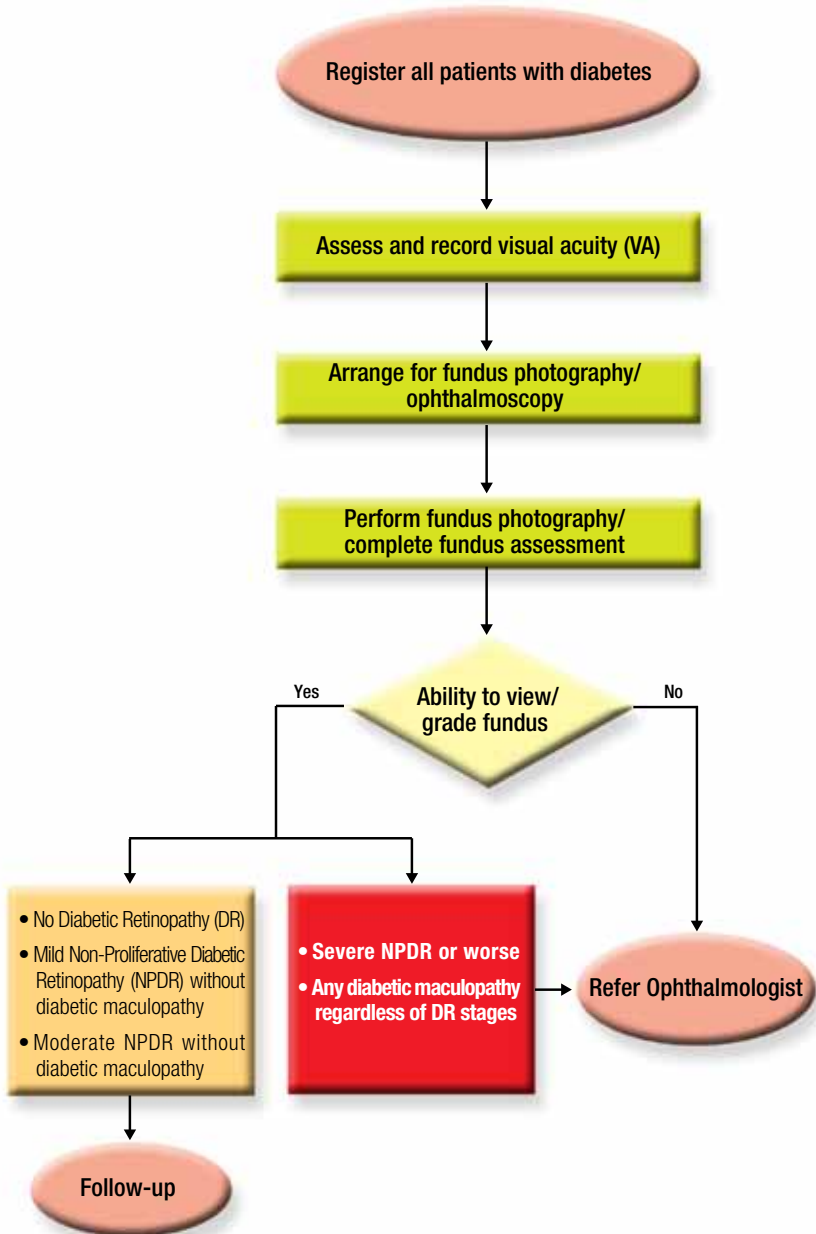 Register all patients with diabetes
Assess and record visual acuity (VA)
Arrange for fundus photography/
ophthalmoscopy
Perform fundus photography/
complete fundus assessment
Yes
Ability to view/
grade fundus
No
• No Diabetic Retinopathy (DR)
• Mild Non-Proliferative Diabetic
Retinopathy (NPDR) without
diabetic maculopathy
• Moderate NPDR without
diabetic maculopathy
• Severe NPDR or worse
• Any diabetic maculopathy
regardless of DR stages
Refer Ophthalmologist
Follow-up